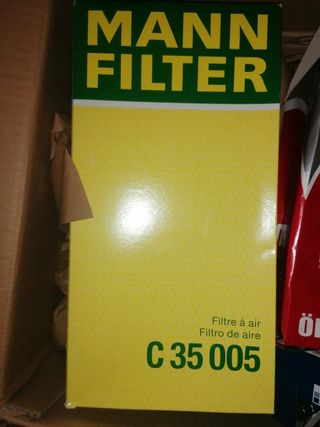 MANN
FILTER
Filtre à air
Filtro de aire
C 35 005